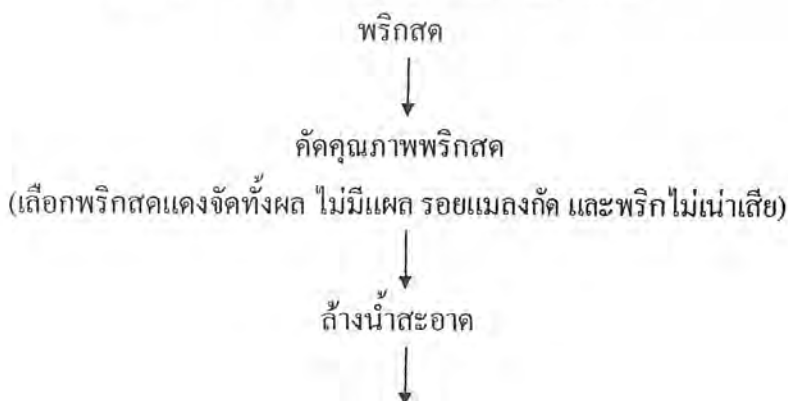 พริกสด
คัดคุณภาพพริกสด
(เลือกพริกสดแดงจัดทั้งผล ไม่มีแผล รอยแมลงกัด และพริกไม่เน่าเสีย)
ล้างน้ำสะอาด